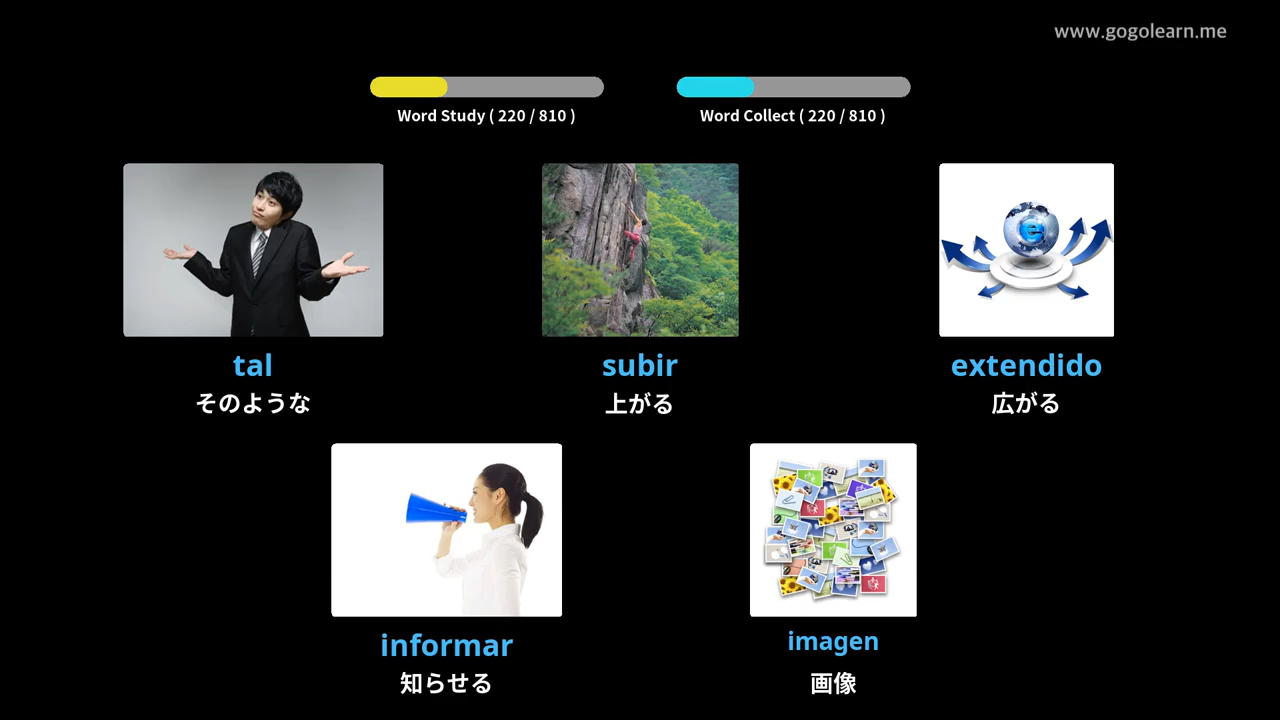 www.gogolearn.me
Word Study ( 220 / 810 )
Word Collect ( 220 / 810 )
tal
そのような
subir
上がる
extendido
広がる
informar
知らせる
imagen
画像